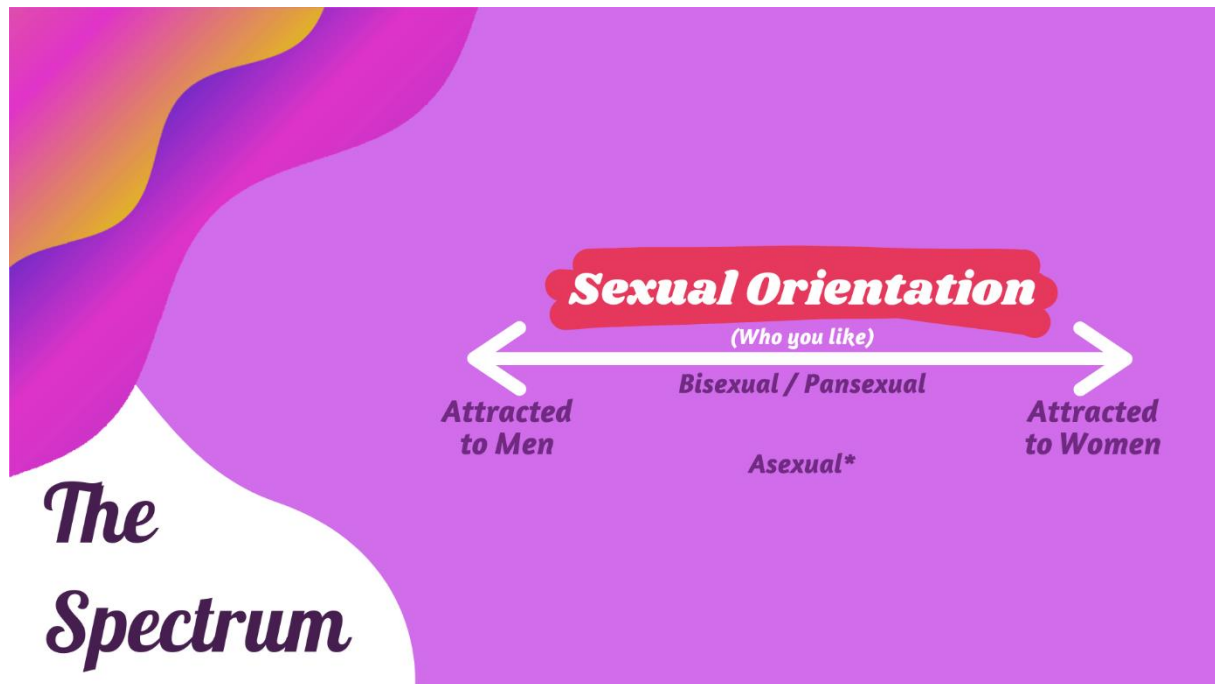 Sexual Orientation
(Who you like)
Bisexual / Pansexual
Attracted
to Men
Attracted
to Women
Asexual*
The
Spectrum